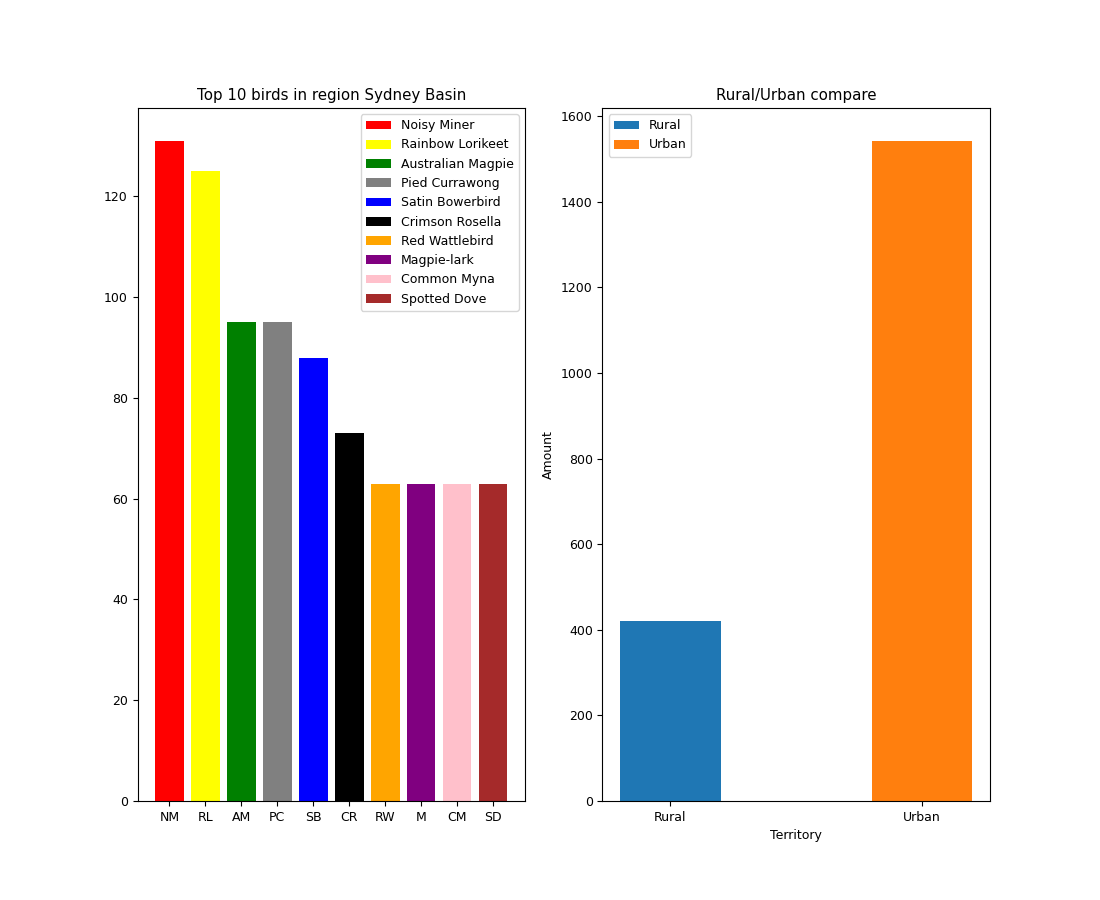 Top 10 birds in region Sydney Basin
Noisy Miner
Rainbow Lorikeet
Australian Magpie
Pied Currawong
Satin Bowerbird
Crimson Rosella
Red Wattlebird
Magpie-lark
Common Myna
Spotted Dove
120
100
80
60
40
20
0
NM RL AM PC SB CR RW M CM SD
Rural/Urban compare
Rural
Urban
1600
1400
1200
1000
800
600
400
200
0
Amount
Rural Urban
Territory